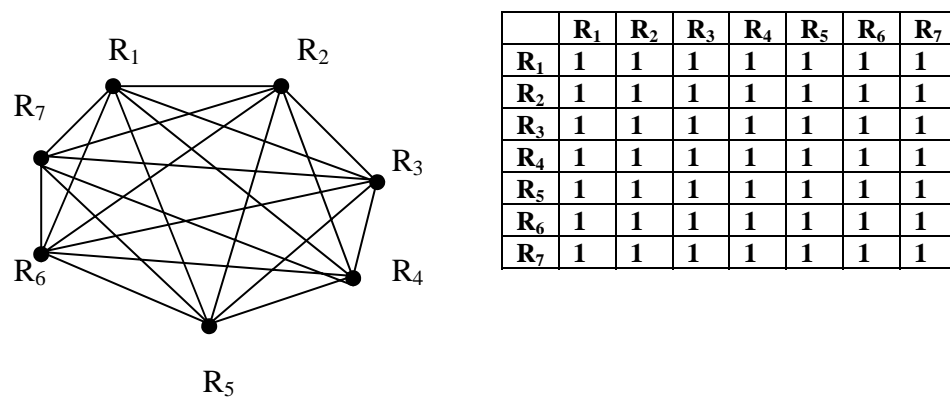 R₁
R₂
R₇
R₃
R₆
R₄
R₅
R₁ R₂ R₃ R₄ R₅ R₆ R₇
R₁ 1 1 1 1 1 1 1
R₂ 1 1 1 1 1 1 1
R₃ 1 1 1 1 1 1 1
R₄ 1 1 1 1 1 1 1
R₅ 1 1 1 1 1 1 1
R₆ 1 1 1 1 1 1 1
R₇ 1 1 1 1 1 1 1